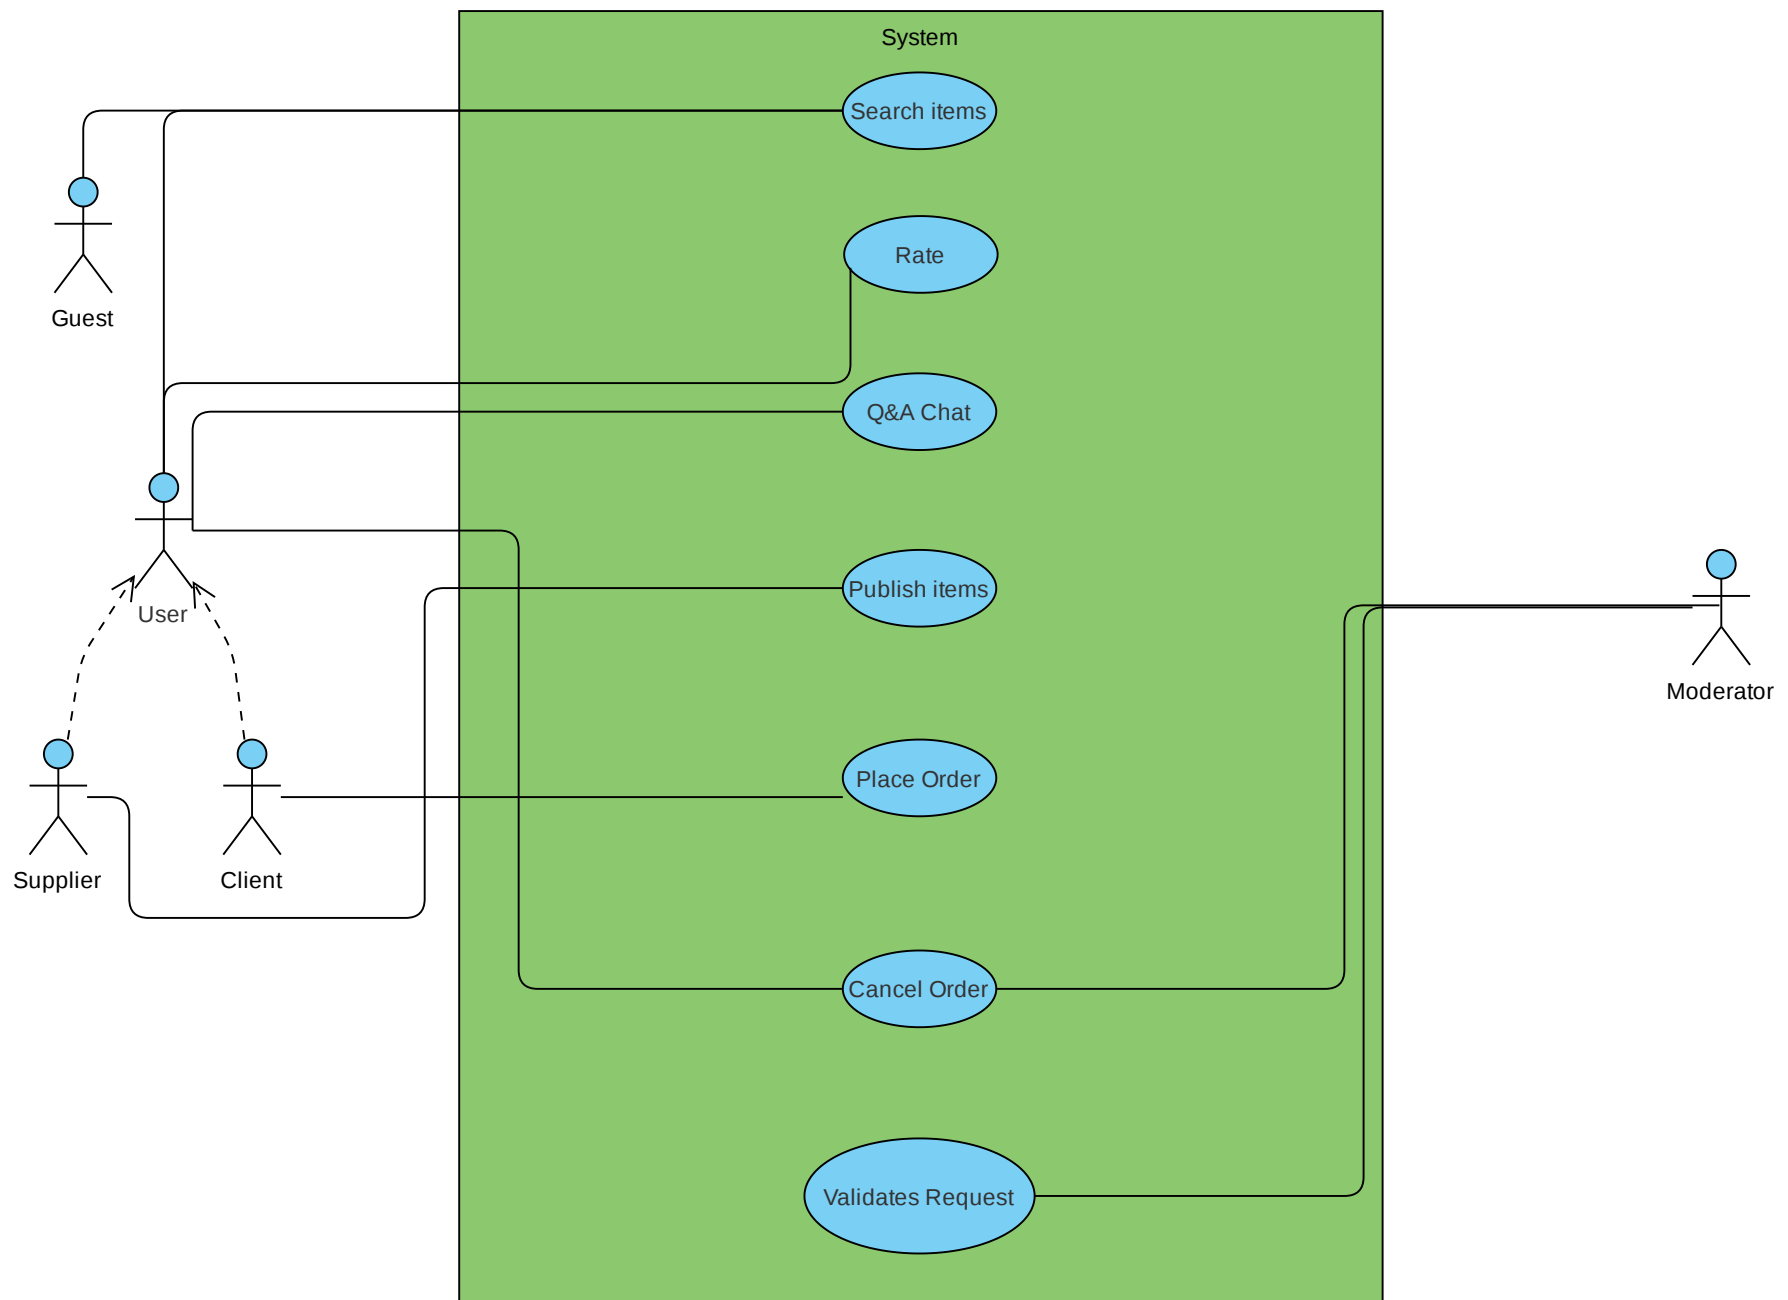 System
Search items
Rate
Guest
Q&A Chat
Publish items
User
Moderator
Place Order
Supplier
Client
Cancel Order
Validates Request